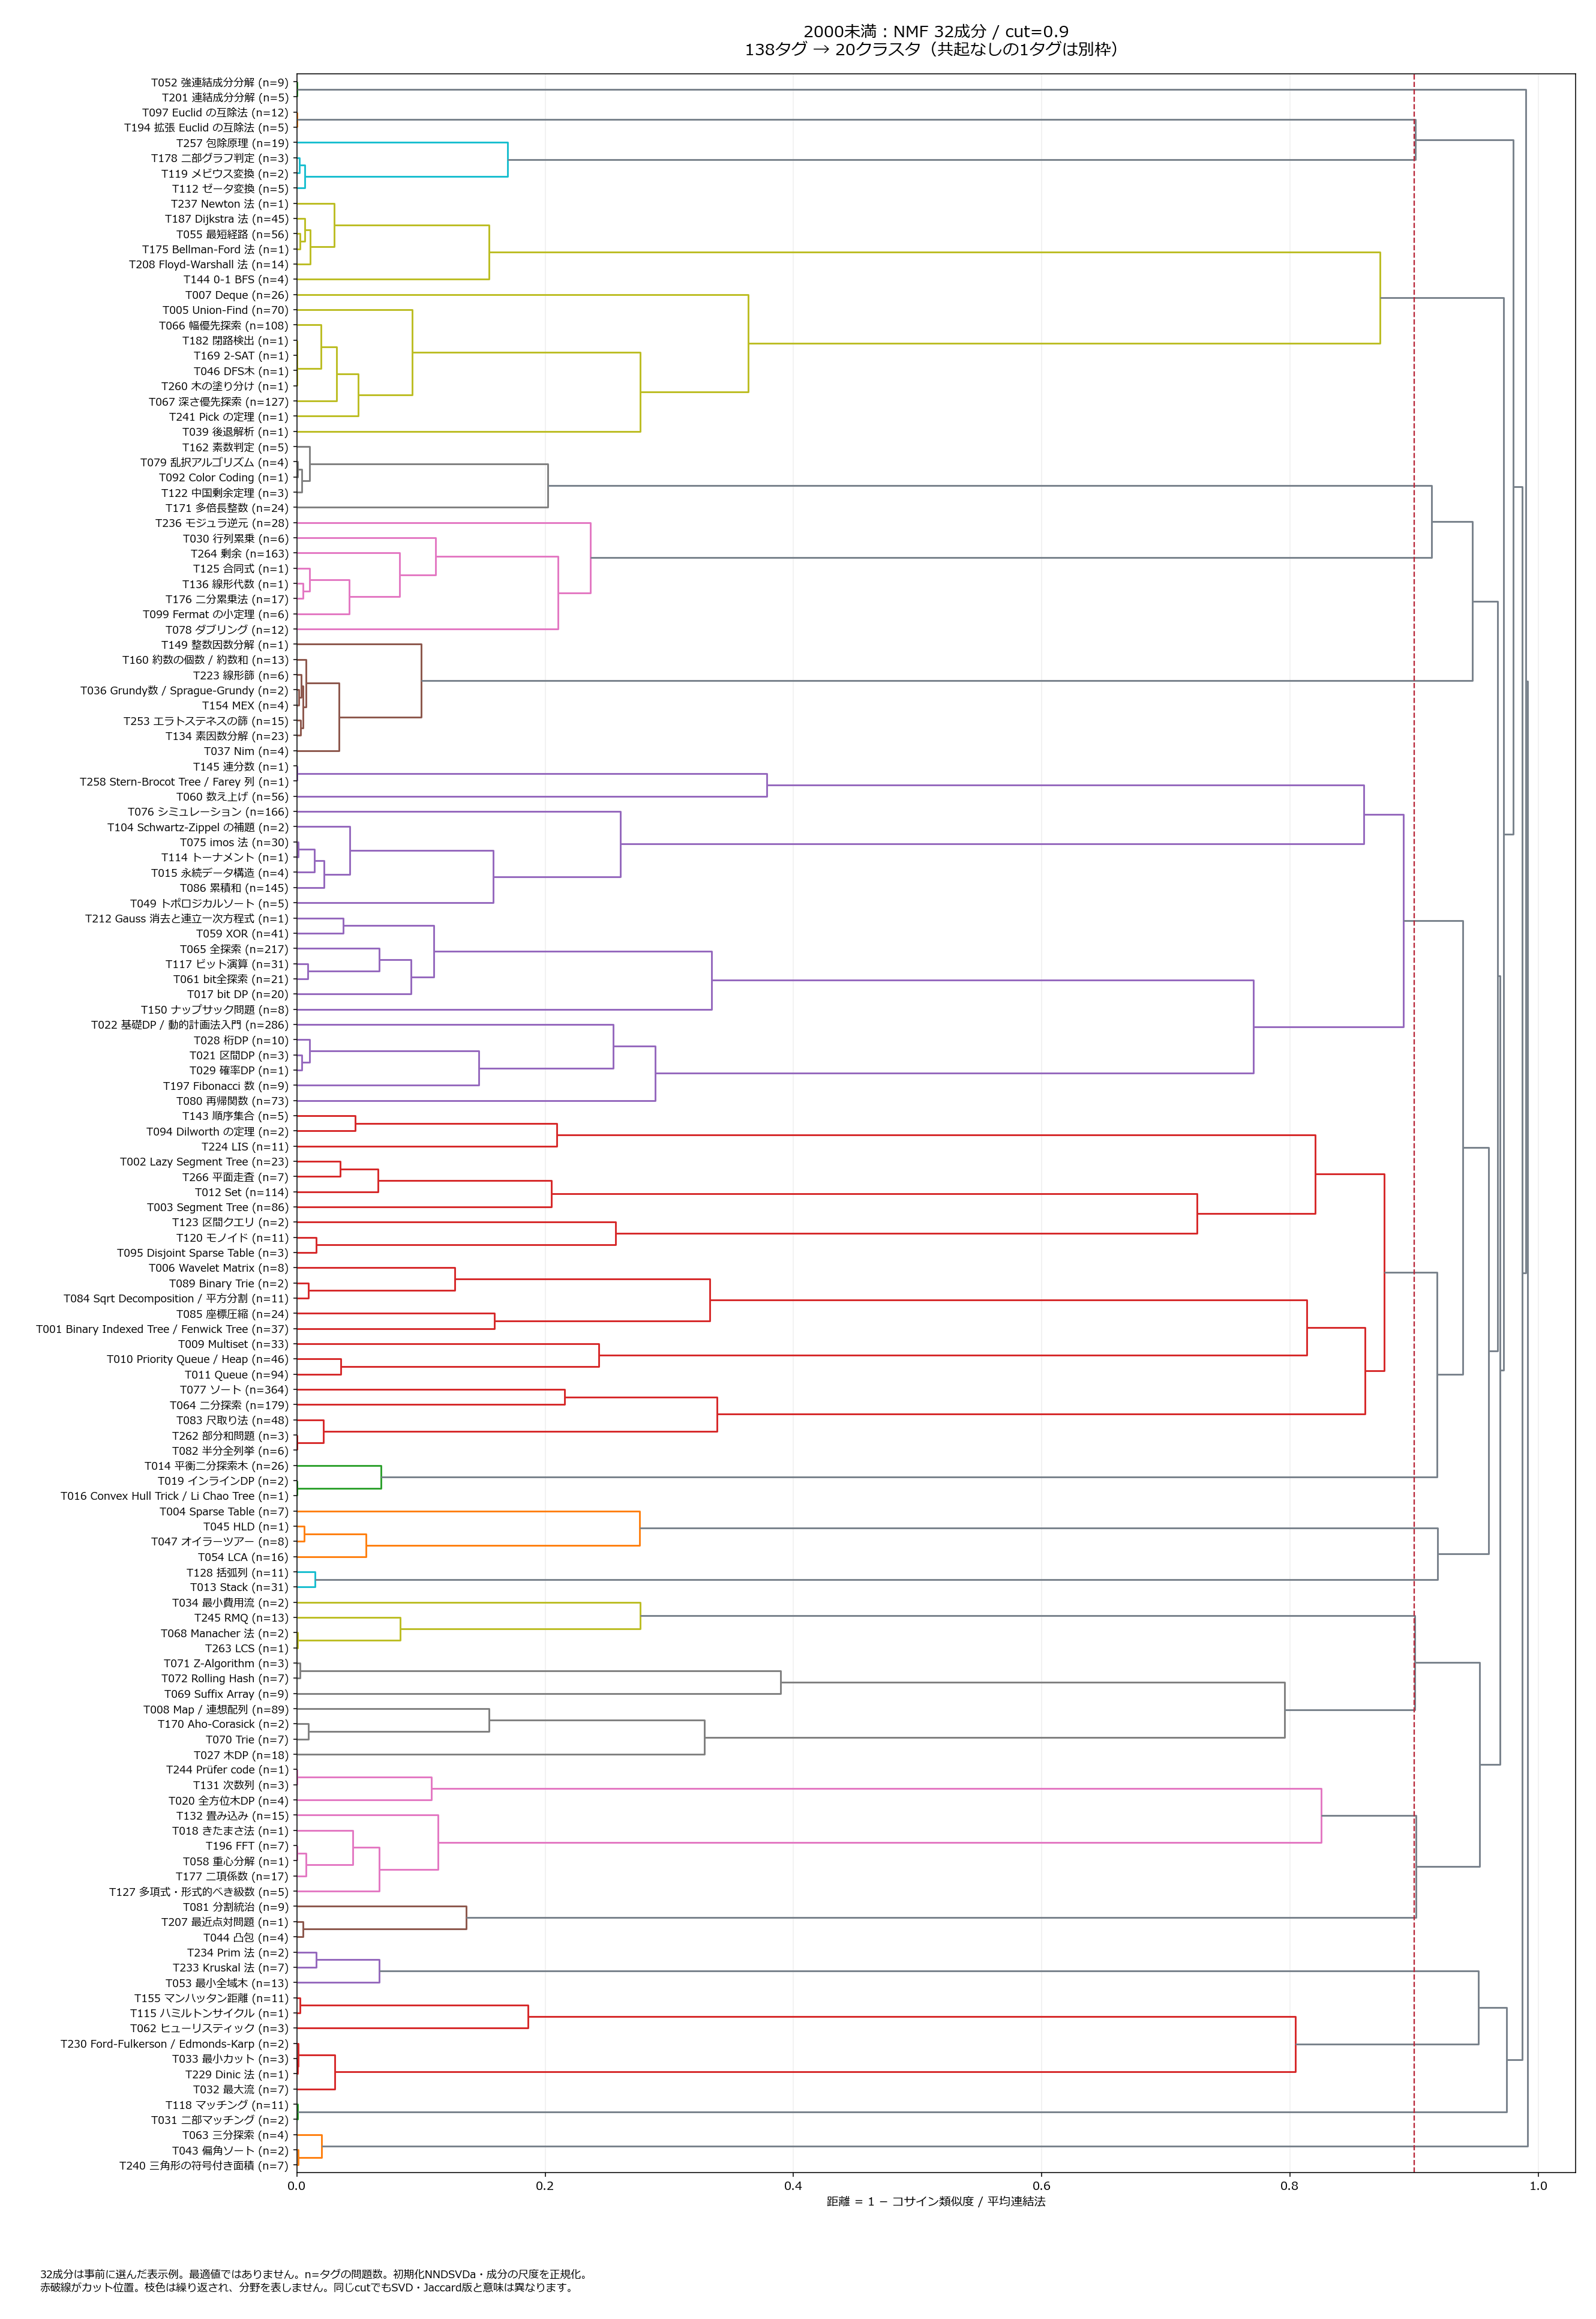 2000未満：NMF 32成分 / cut=0.9
138タグ → 20クラスタ（共起なしの1タグは別枠）
T052 強連結成分分解 (n=9)
T201 連結成分分解 (n=5)
T097 Euclid の互除法 (n=12)
T194 拡張 Euclid の互除法 (n=5)
T257 包除原理 (n=19)
T178 二部グラフ判定 (n=3)
T119 メビウス変換 (n=2)
T112 ゼータ変換 (n=5)
T237 Newton 法 (n=1)
T187 Dijkstra 法 (n=45)
T055 最短経路 (n=56)
T175 Bellman-Ford 法 (n=1)
T208 Floyd-Warshall 法 (n=14)
T144 0-1 BFS (n=4)
T007 Deque (n=26)
T005 Union-Find (n=70)
T066 幅優先探索 (n=108)
T182 閉路検出 (n=1)
T169 2-SAT (n=1)
T046 DFS木 (n=1)
T260 木の塗り分け (n=1)
T067 深さ優先探索 (n=127)
T241 Pick の定理 (n=1)
T039 後退解析 (n=1)
T162 素数判定 (n=5)
T079 乱択アルゴリズム (n=4)
T092 Color Coding (n=1)
T122 中国剰余定理 (n=3)
T171 多倍長整数 (n=24)
T236 モジュラ逆元 (n=28)
T030 行列累乗 (n=6)
T264 剰余 (n=163)
T125 合同式 (n=1)
T136 線形代数 (n=1)
T176 二分累乗法 (n=17)
T099 Fermat の小定理 (n=6)
T078 ダブリング (n=12)
T149 整数因数分解 (n=1)
T160 約数の個数 / 約数和 (n=13)
T223 線形篩 (n=6)
T036 Grundy数 / Sprague-Grundy (n=2)
T154 MEX (n=4)
T253 エラトステネスの篩 (n=15)
T134 素因数分解 (n=23)
T037 Nim (n=4)
T145 連分数 (n=1)
T258 Stern-Brocot Tree / Farey 列 (n=1)
T060 数え上げ (n=56)
T076 シミュレーション (n=166)
T104 Schwartz-Zippel の補題 (n=2)
T075 imos 法 (n=30)
T114 トーナメント (n=1)
T015 永続データ構造 (n=4)
T086 累積和 (n=145)
T049 トポロジカルソート (n=5)
T212 Gauss 消去と連立一次方程式 (n=1)
T059 XOR (n=41)
T065 全探索 (n=217)
T117 ビット演算 (n=31)
T061 bit全探索 (n=21)
T017 bit DP (n=20)
T150 ナップサック問題 (n=8)
T022 基礎DP / 動的計画法入門 (n=286)
T028 桁DP (n=10)
T021 区間DP (n=3)
T029 確率DP (n=1)
T197 Fibonacci 数 (n=9)
T080 再帰関数 (n=73)
T143 順序集合 (n=5)
T094 Dilworth の定理 (n=2)
T224 LIS (n=11)
T002 Lazy Segment Tree (n=23)
T266 平面走査 (n=7)
T012 Set (n=114)
T003 Segment Tree (n=86)
T123 区間クエリ (n=2)
T120 モノイド (n=11)
T095 Disjoint Sparse Table (n=3)
T006 Wavelet Matrix (n=8)
T089 Binary Trie (n=2)
T084 Sqrt Decomposition / 平方分割 (n=11)
T085 座標圧縮 (n=24)
T001 Binary Indexed Tree / Fenwick Tree (n=37)
T009 Multiset (n=33)
T010 Priority Queue / Heap (n=46)
T011 Queue (n=94)
T077 ソート (n=364)
T064 二分探索 (n=179)
T083 尺取り法 (n=48)
T262 部分和問題 (n=3)
T082 半分全列挙 (n=6)
T014 平衡二分探索木 (n=26)
T019 インラインDP (n=2)
T016 Convex Hull Trick / Li Chao Tree (n=1)
T004 Sparse Table (n=7)
T045 HLD (n=1)
T047 オイラーツアー (n=8)
T054 LCA (n=16)
T128 括弧列 (n=11)
T013 Stack (n=31)
T034 最小費用流 (n=2)
T245 RMQ (n=13)
T068 Manacher 法 (n=2)
T263 LCS (n=1)
T071 Z-Algorithm (n=3)
T072 Rolling Hash (n=7)
T069 Suffix Array (n=9)
T008 Map / 連想配列 (n=89)
T170 Aho-Corasick (n=2)
T070 Trie (n=7)
T027 木DP (n=18)
T244 Prüfer code (n=1)
T131 次数列 (n=3)
T020 全方位木DP (n=4)
T132 畳み込み (n=15)
T018 きたまさ法 (n=1)
T196 FFT (n=7)
T058 重心分解 (n=1)
T177 二項係数 (n=17)
T127 多項式・形式的べき級数 (n=5)
T081 分割統治 (n=9)
T207 最近点対問題 (n=1)
T044 凸包 (n=4)
T234 Prim 法 (n=2)
T233 Kruskal 法 (n=7)
T053 最小全域木 (n=13)
T155 マンハッタン距離 (n=11)
T115 ハミルトンサイクル (n=1)
T062 ヒューリスティック (n=3)
T230 Ford-Fulkerson / Edmonds-Karp (n=2)
T033 最小カット (n=3)
T229 Dinic 法 (n=1)
T032 最大流 (n=7)
T118 マッチング (n=11)
T031 二部マッチング (n=2)
T063 三分探索 (n=4)
T043 偏角ソート (n=2)
T240 三角形の符号付き面積 (n=7)
0.0 0.2 0.4 0.6 0.8 1.0
距離 = 1 − コサイン類似度 / 平均連結法
32成分は事前に選んだ表示例。最適値ではありません。n=タグの問題数。初期化NNDSVDa・成分の尺度を正規化。
赤破線がカット位置。枝色は繰り返され、分野を表しません。同じcutでもSVD・Jaccard版と意味は異なります。